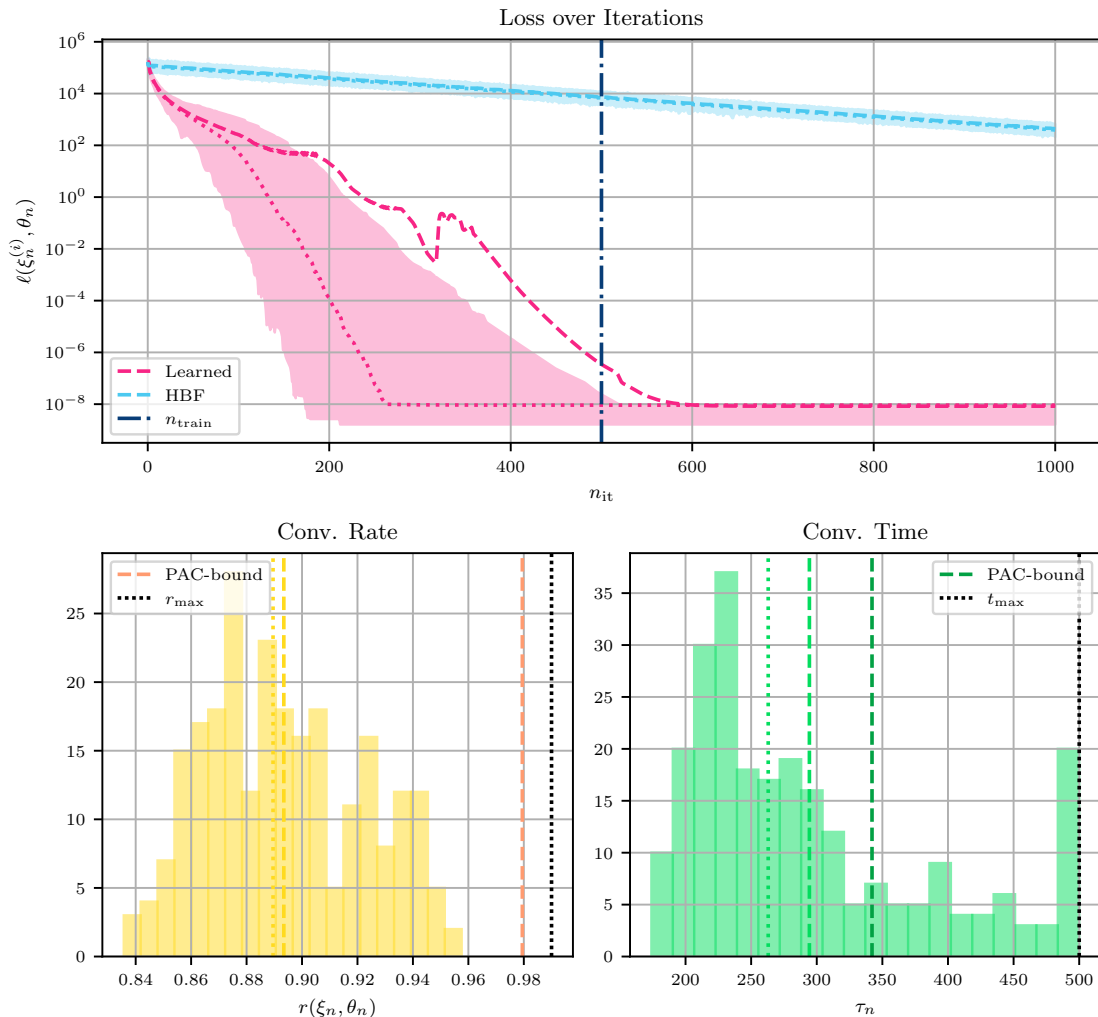 Loss over Iterations
ℓ(ξ_n^{(i)}, θ_n)
10^6
10^4
10^2
10^0
10^{−2}
10^{−4}
10^{−6}
10^{−8}
Learned
HBF
n_train
0 200 400 600 800 1000
n_it
Conv. Rate
25
20
15
10
5
0
PAC-bound
r_max
0.84 0.86 0.88 0.90 0.92 0.94 0.96 0.98
r(ξ_n, θ_n)
Conv. Time
35
30
25
20
15
10
5
0
PAC-bound
t_max
200 250 300 350 400 450 500
τ_n